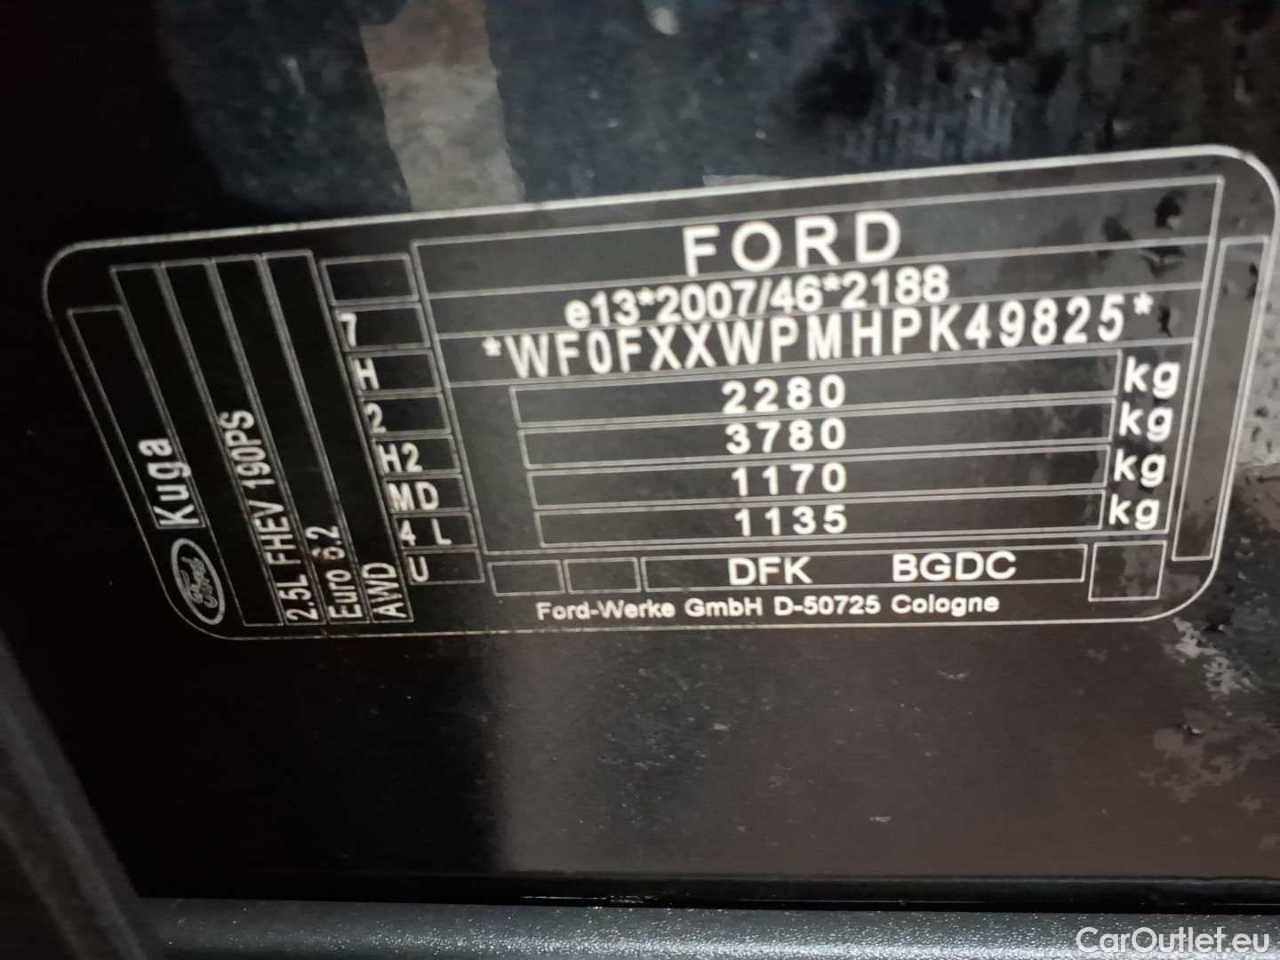 FORD
e13*2007/46*2188
*WF0FXXWPMHPK49825*
2280 kg
3780 kg
1170 kg
1135 kg
DFK BGDC
Ford-Werke GmbH D-50725 Cologne
Ford
Kuga
2.5L FHEV 190PS
Euro 6.2
AWD
7
H
2
H2
MD
4 L
U
CarOutlet.eu